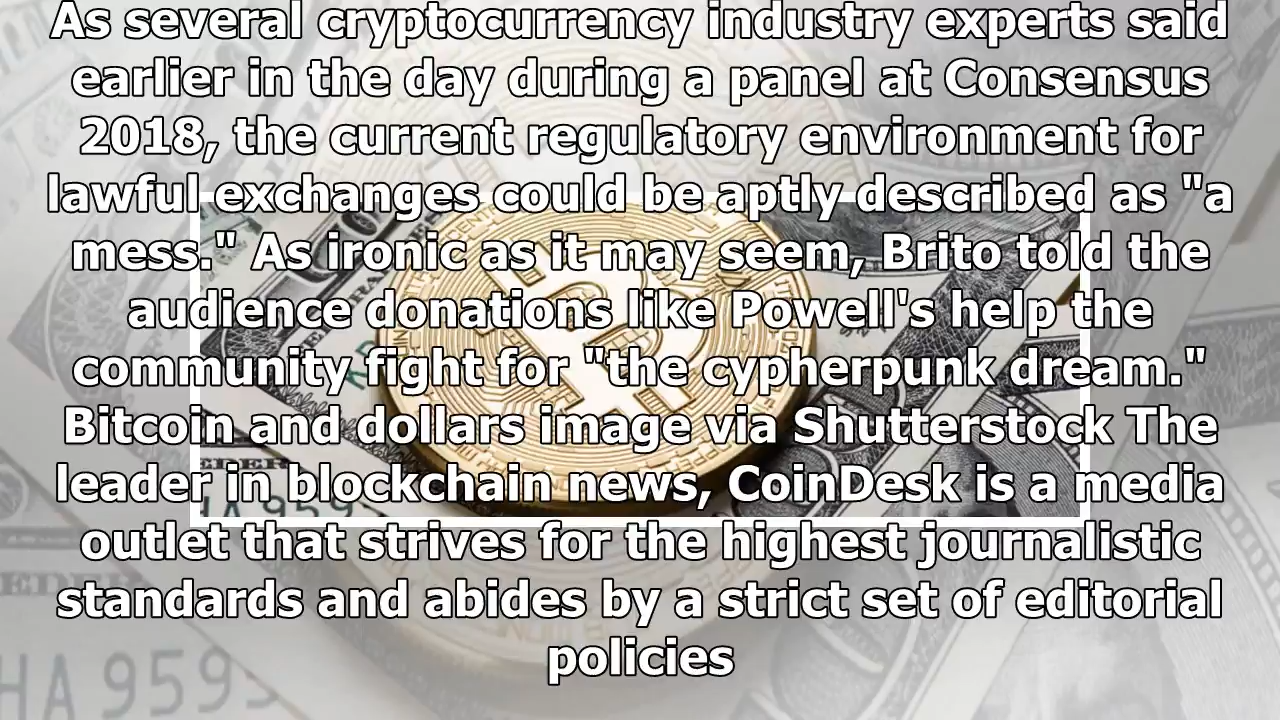 As several cryptocurrency industry experts said
earlier in the day during a panel at Consensus
2018, the current regulatory environment for
lawful exchanges could be aptly described as "a
mess." As ironic as it may seem, Brito told the
audience donations like Powell's help the
community fight for "the cypherpunk dream."
Bitcoin and dollars image via Shutterstock The
leader in blockchain news, CoinDesk is a media
outlet that strives for the highest journalistic
standards and abides by a strict set of editorial
policies
HA 9595